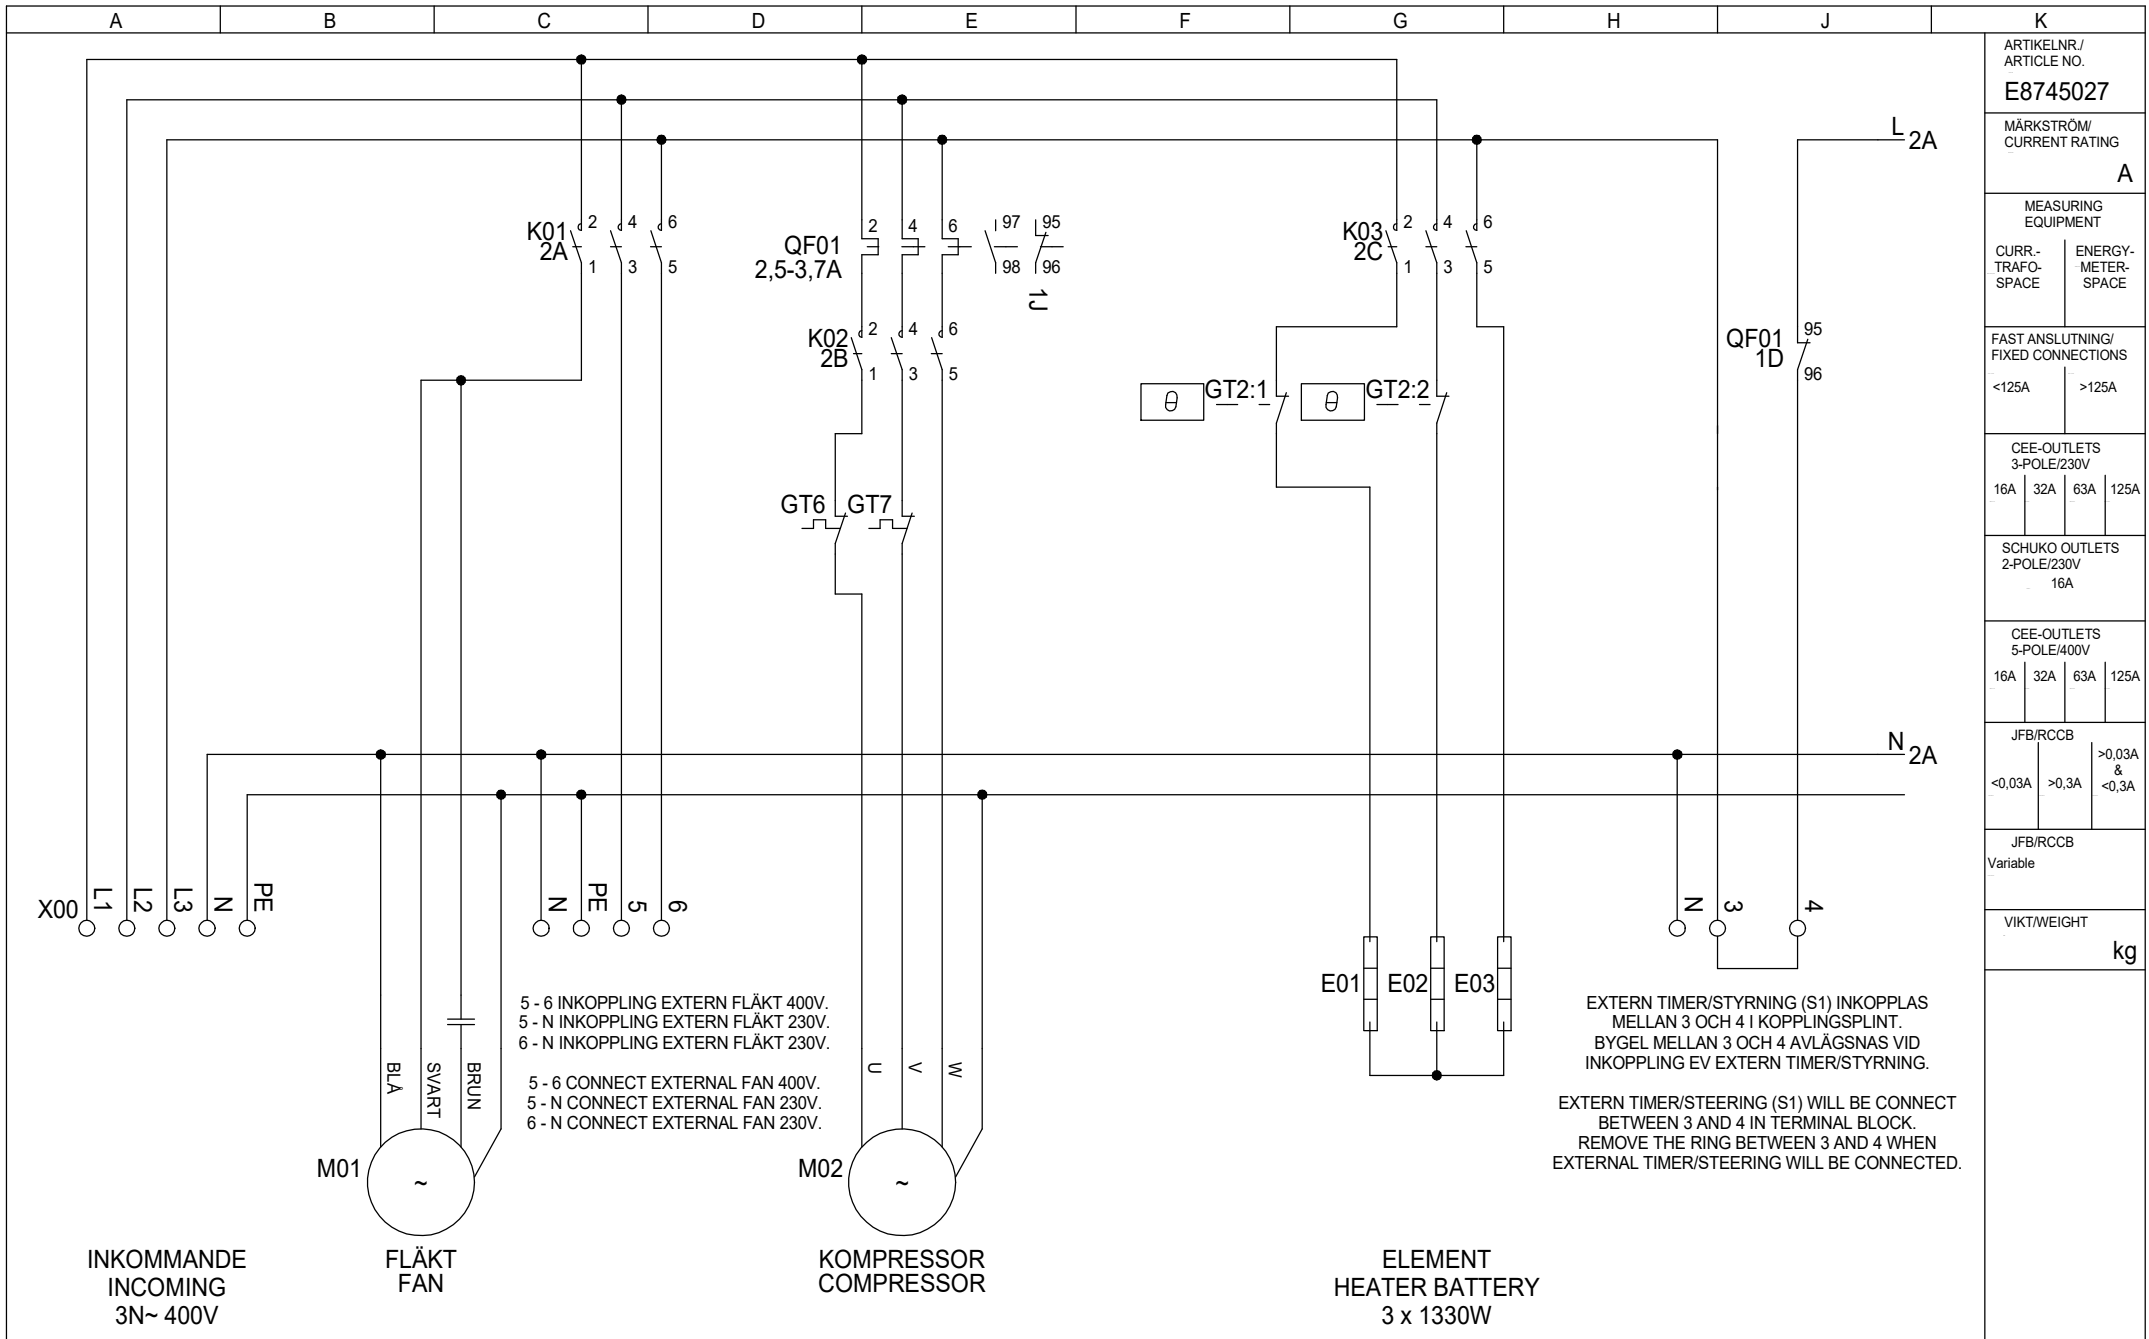 A B C D E F G H J K
ARTIKELNR./
ARTICLE NO.
E8745027
MÄRKSTRÖM/
CURRENT RATING
A
MEASURING
EQUIPMENT
CURR.-
TRAFO-
SPACE
ENERGY-
METER-
SPACE
FAST ANSLUTNING/
FIXED CONNECTIONS
<125A >125A
CEE-OUTLETS
3-POLE/230V
16A 32A 63A 125A
SCHUKO OUTLETS
2-POLE/230V
16A
CEE-OUTLETS
5-POLE/400V
16A 32A 63A 125A
JFB/RCCB
<0,03A >0,3A
>0,03A
&
<0,3A
JFB/RCCB
Variable
VIKT/WEIGHT
kg
L 2A
K01
2A
2 4 6
1 3 5
QF01
2,5-3,7A
2 4 6
97 95
98 96
1J
K02
2B
2 4 6
1 3 5
K03
2C
2 4 6
1 3 5
QF01
1D
95
96
θ GT2:1 θ GT2:2
GT6 GT7
N 2A
X00 L1 L2 L3 N PE
N PE 5 6
N 3 4
BLÅ SVART BRUN
U V W
E01 E02 E03
5 - 6 INKOPPLING EXTERN FLÄKT 400V.
5 - N INKOPPLING EXTERN FLÄKT 230V.
6 - N INKOPPLING EXTERN FLÄKT 230V.
5 - 6 CONNECT EXTERNAL FAN 400V.
5 - N CONNECT EXTERNAL FAN 230V.
6 - N CONNECT EXTERNAL FAN 230V.
EXTERN TIMER/STYRNING (S1) INKOPPLAS
MELLAN 3 OCH 4 I KOPPLINGSPLINT.
BYGEL MELLAN 3 OCH 4 AVLÄGSNAS VID
INKOPPLING EV EXTERN TIMER/STYRNING.
EXTERN TIMER/STEERING (S1) WILL BE CONNECT
BETWEEN 3 AND 4 IN TERMINAL BLOCK.
REMOVE THE RING BETWEEN 3 AND 4 WHEN
EXTERNAL TIMER/STEERING WILL BE CONNECTED.
M01 ~
M02 ~
INKOMMANDE
INCOMING
3N~ 400V
FLÄKT
FAN
KOMPRESSOR
COMPRESSOR
ELEMENT
HEATER BATTERY
3 x 1330W